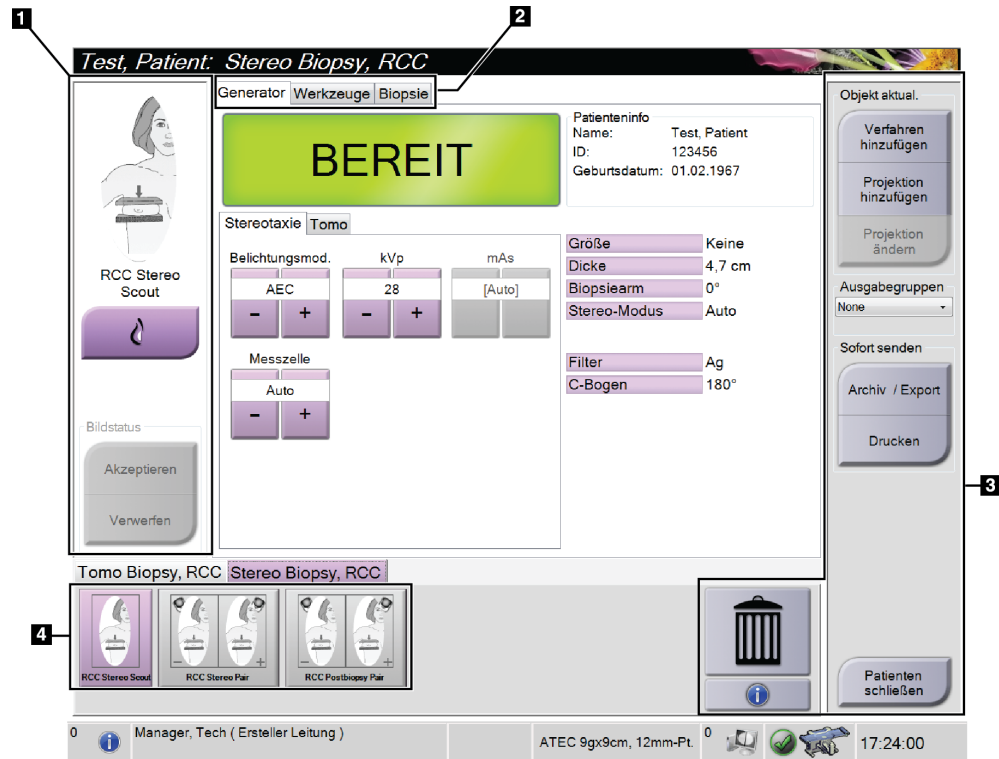 1
2
Test, Patient: Stereo Biopsy, RCC
Generator Werkzeuge Biopsie
Objekt aktual.
BEREIT
Patienteninfo
Name: Test, Patient
ID: 123456
Geburtsdatum: 01.02.1967
Verfahren
hinzufügen
Projektion
hinzufügen
Projektion
ändern
Stereotaxie Tomo
RCC Stereo
Scout
Belichtungsmod. kVp mAs
AEC 28 [Auto]
- + - +
Messzelle
Auto
- +
Größe Keine
Dicke 4,7 cm
Biopsiearm 0°
Stereo-Modus Auto
Filter Ag
C-Bogen 180°
Ausgabegruppen
None
Sofort senden
Archiv / Export
Drucken
Bildstatus
Akzeptieren
Verwerfen
3
Tomo Biopsy, RCC Stereo Biopsy, RCC
4
- + - +
RCC Stereo Scout RCC Stereo Pair RCC Postbiopsy Pair
i
Patienten
schließen
0 i Manager, Tech ( Ersteller Leitung ) ATEC 9gx9cm, 12mm-Pt. 0 17:24:00